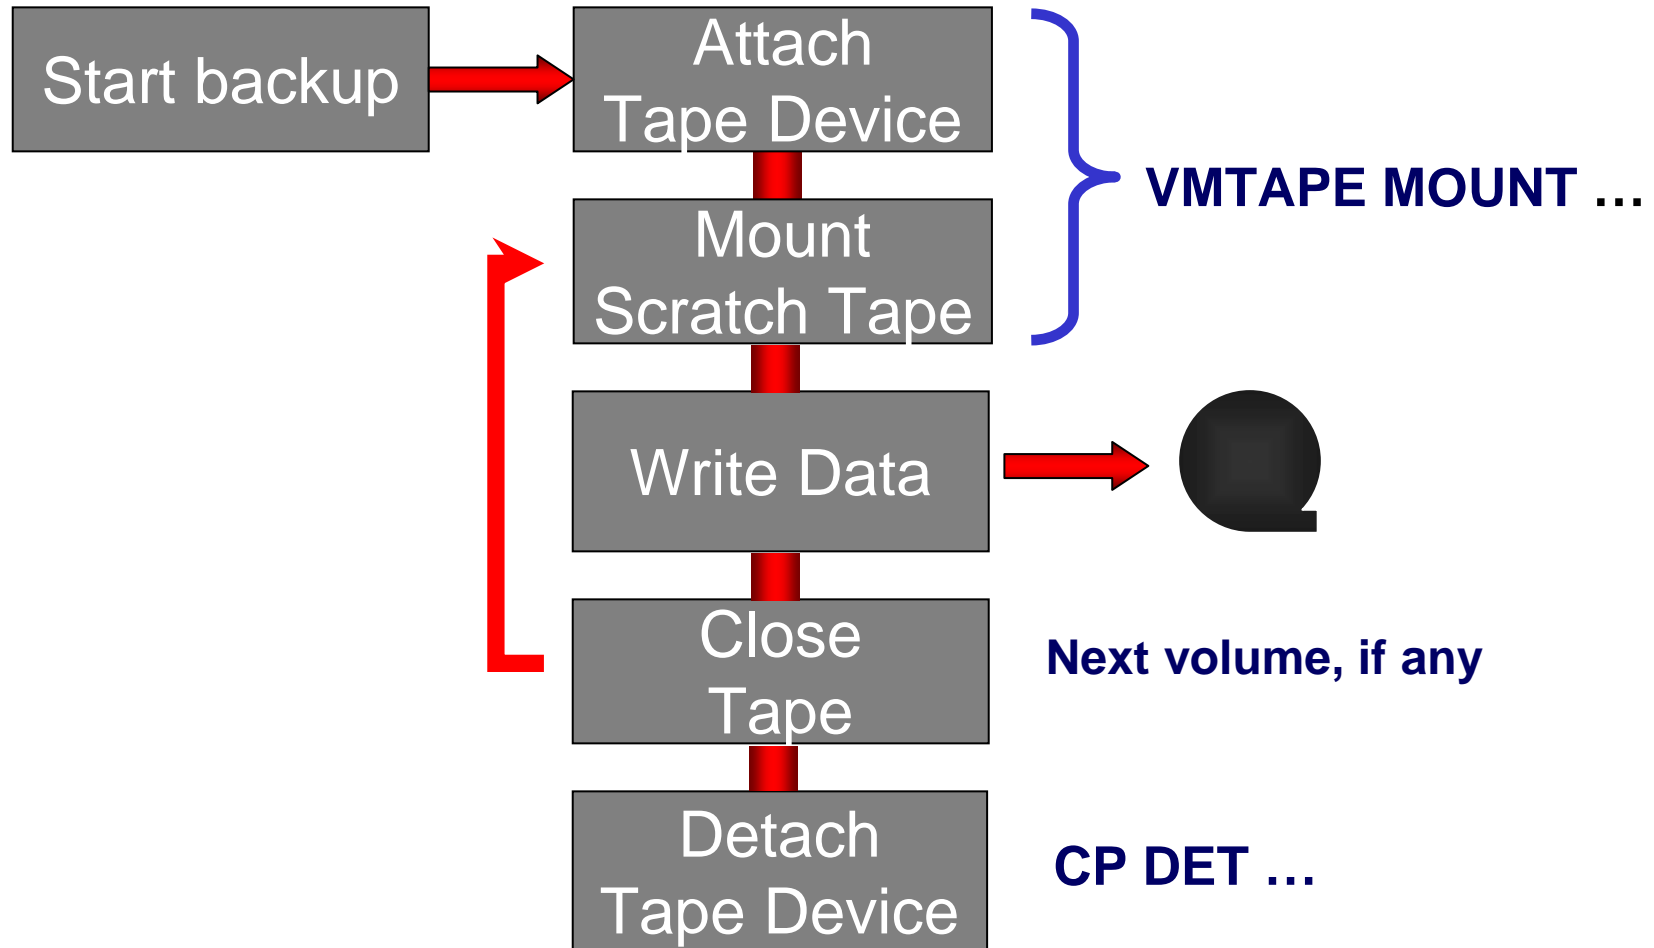 Start backup
Attach
Tape Device
VMTAPE MOUNT …
Mount
Scratch Tape
Write Data
Close
Tape
Next volume, if any
Detach
Tape Device
CP DET …